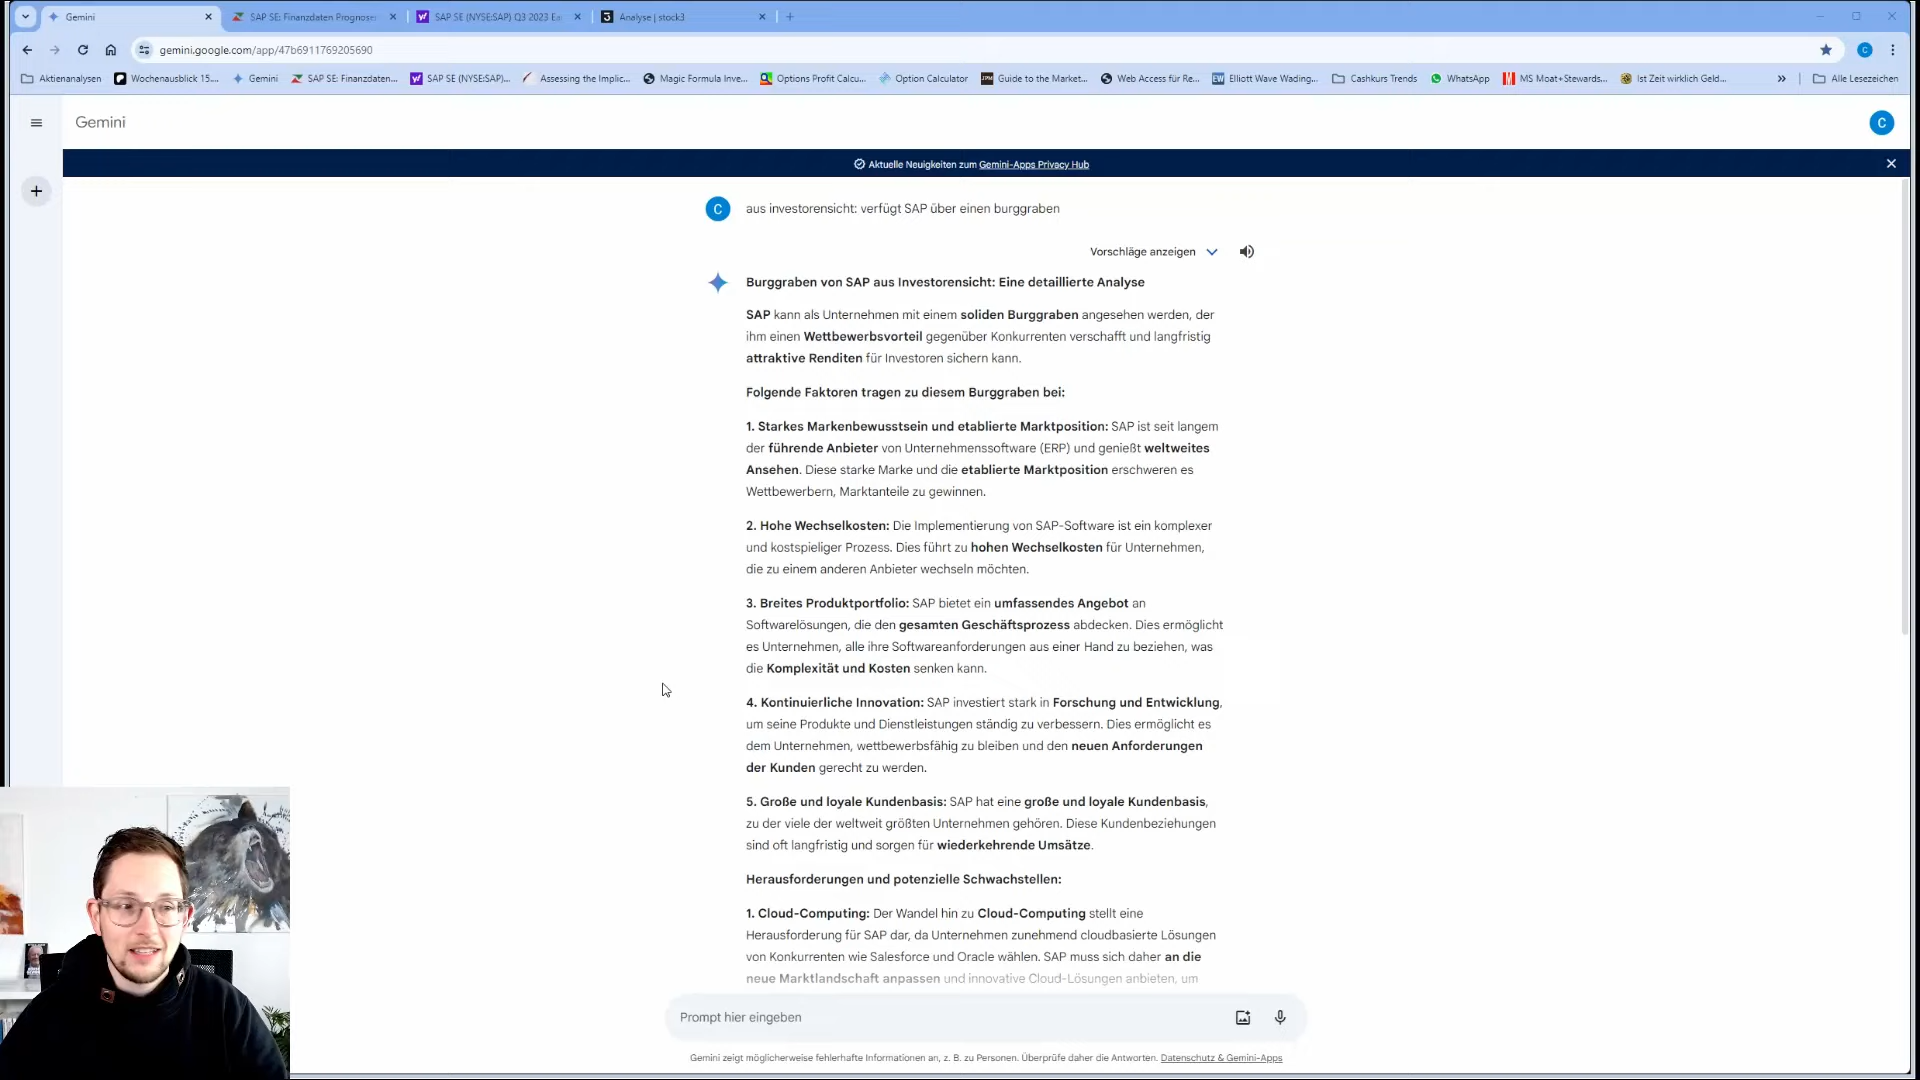 Gemini
SAP SE: Finanzdaten Prognosen
SAP SE (NYSE:SAP) Q3 2023 Ea
Analyse | stock3
gemini.google.com/app/47b6911769205690
Aktienanalysen
Wochenausblick 15....
Gemini
SAP SE: Finanzdaten...
SAP SE (NYSE:SAP)...
Assessing the Implic...
Magic Formula Inve...
Options Profit Calcu...
Option Calculator
Guide to the Market...
Web Access für Re...
Elliott Wave Wading...
Cashkurs Trends
WhatsApp
MS Moat+Stewards...
Ist Zeit wirklich Geld...
»
Alle Lesezeichen
Gemini
C
Aktuelle Neuigkeiten zum Gemini-Apps Privacy Hub
C
aus investorensicht: verfügt SAP über einen burggraben
Vorschläge anzeigen
Burggraben von SAP aus Investorensicht: Eine detaillierte Analyse
SAP kann als Unternehmen mit einem soliden Burggraben angesehen werden, der
ihm einen Wettbewerbsvorteil gegenüber Konkurrenten verschafft und langfristig
attraktive Renditen für Investoren sichern kann.
Folgende Faktoren tragen zu diesem Burggraben bei:
1. Starkes Markenbewusstsein und etablierte Marktposition: SAP ist seit langem
der führende Anbieter von Unternehmenssoftware (ERP) und genießt weltweites
Ansehen. Diese starke Marke und die etablierte Marktposition erschweren es
Wettbewerbern, Marktanteile zu gewinnen.
2. Hohe Wechselkosten: Die Implementierung von SAP-Software ist ein komplexer
und kostspieliger Prozess. Dies führt zu hohen Wechselkosten für Unternehmen,
die zu einem anderen Anbieter wechseln möchten.
3. Breites Produktportfolio: SAP bietet ein umfassendes Angebot an
Softwarelösungen, die den gesamten Geschäftsprozess abdecken. Dies ermöglicht
es Unternehmen, alle ihre Softwareanforderungen aus einer Hand zu beziehen, was
die Komplexität und Kosten senken kann.
4. Kontinuierliche Innovation: SAP investiert stark in Forschung und Entwicklung,
um seine Produkte und Dienstleistungen ständig zu verbessern. Dies ermöglicht es
dem Unternehmen, wettbewerbsfähig zu bleiben und den neuen Anforderungen
der Kunden gerecht zu werden.
5. Große und loyale Kundenbasis: SAP hat eine große und loyale Kundenbasis,
zu der viele der weltweit größten Unternehmen gehören. Diese Kundenbeziehungen
sind oft langfristig und sorgen für wiederkehrende Umsätze.
Herausforderungen und potenzielle Schwachstellen:
1. Cloud-Computing: Der Wandel hin zu Cloud-Computing stellt eine
Herausforderung für SAP dar, da Unternehmen zunehmend cloudbasierte Lösungen
von Konkurrenten wie Salesforce und Oracle wählen. SAP muss sich daher an die
neue Marktlandschaft anpassen und innovative Cloud-Lösungen anbieten, um
Prompt hier eingeben
Gemini zeigt möglicherweise fehlerhafte Informationen an, z. B. zu Personen. Überprüfe daher die Antworten. Datenschutz & Gemini-Apps